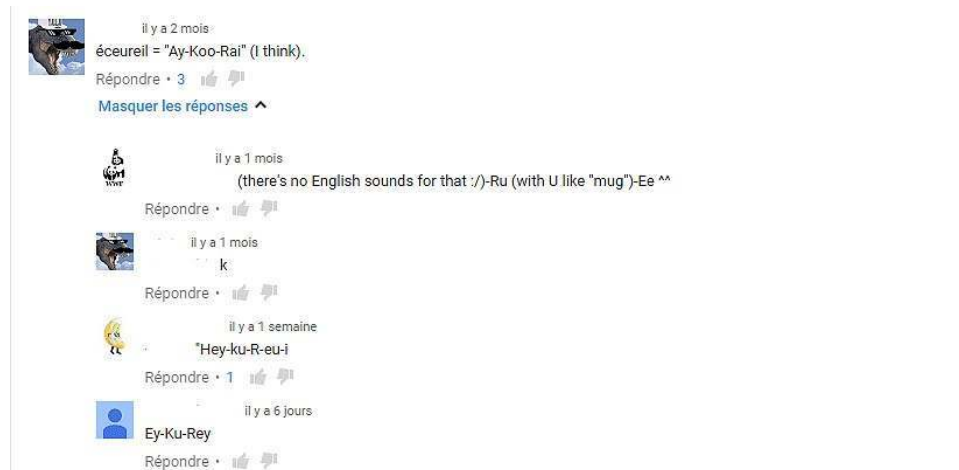 il y a 2 mois
éceureil = "Ay-Koo-Rai" (I think).
Répondre • 3
Masquer les réponses
il y a 1 mois
(there's no English sounds for that :/)-Ru (with U like "mug")-Ee ^^
Répondre •
il y a 1 mois
k
Répondre •
il y a 1 semaine
"Hey-ku-R-eu-i
Répondre • 1
il y a 6 jours
Ey-Ku-Rey
Répondre •